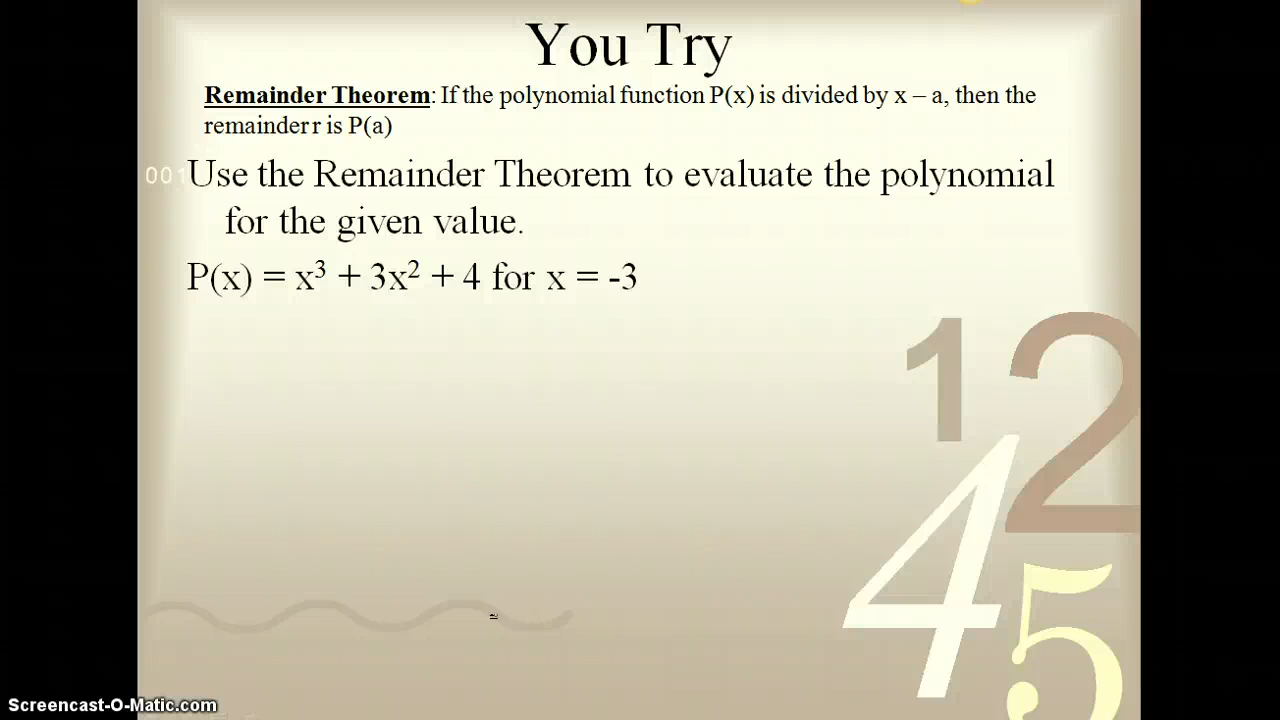 You Try
Remainder Theorem: If the polynomial function P(x) is divided by x – a, then the
remainder r is P(a)
001
Use the Remainder Theorem to evaluate the polynomial
for the given value.
P(x) = x³ + 3x² + 4 for x = -3
1
2
4
5
Screencast-O-Matic.com